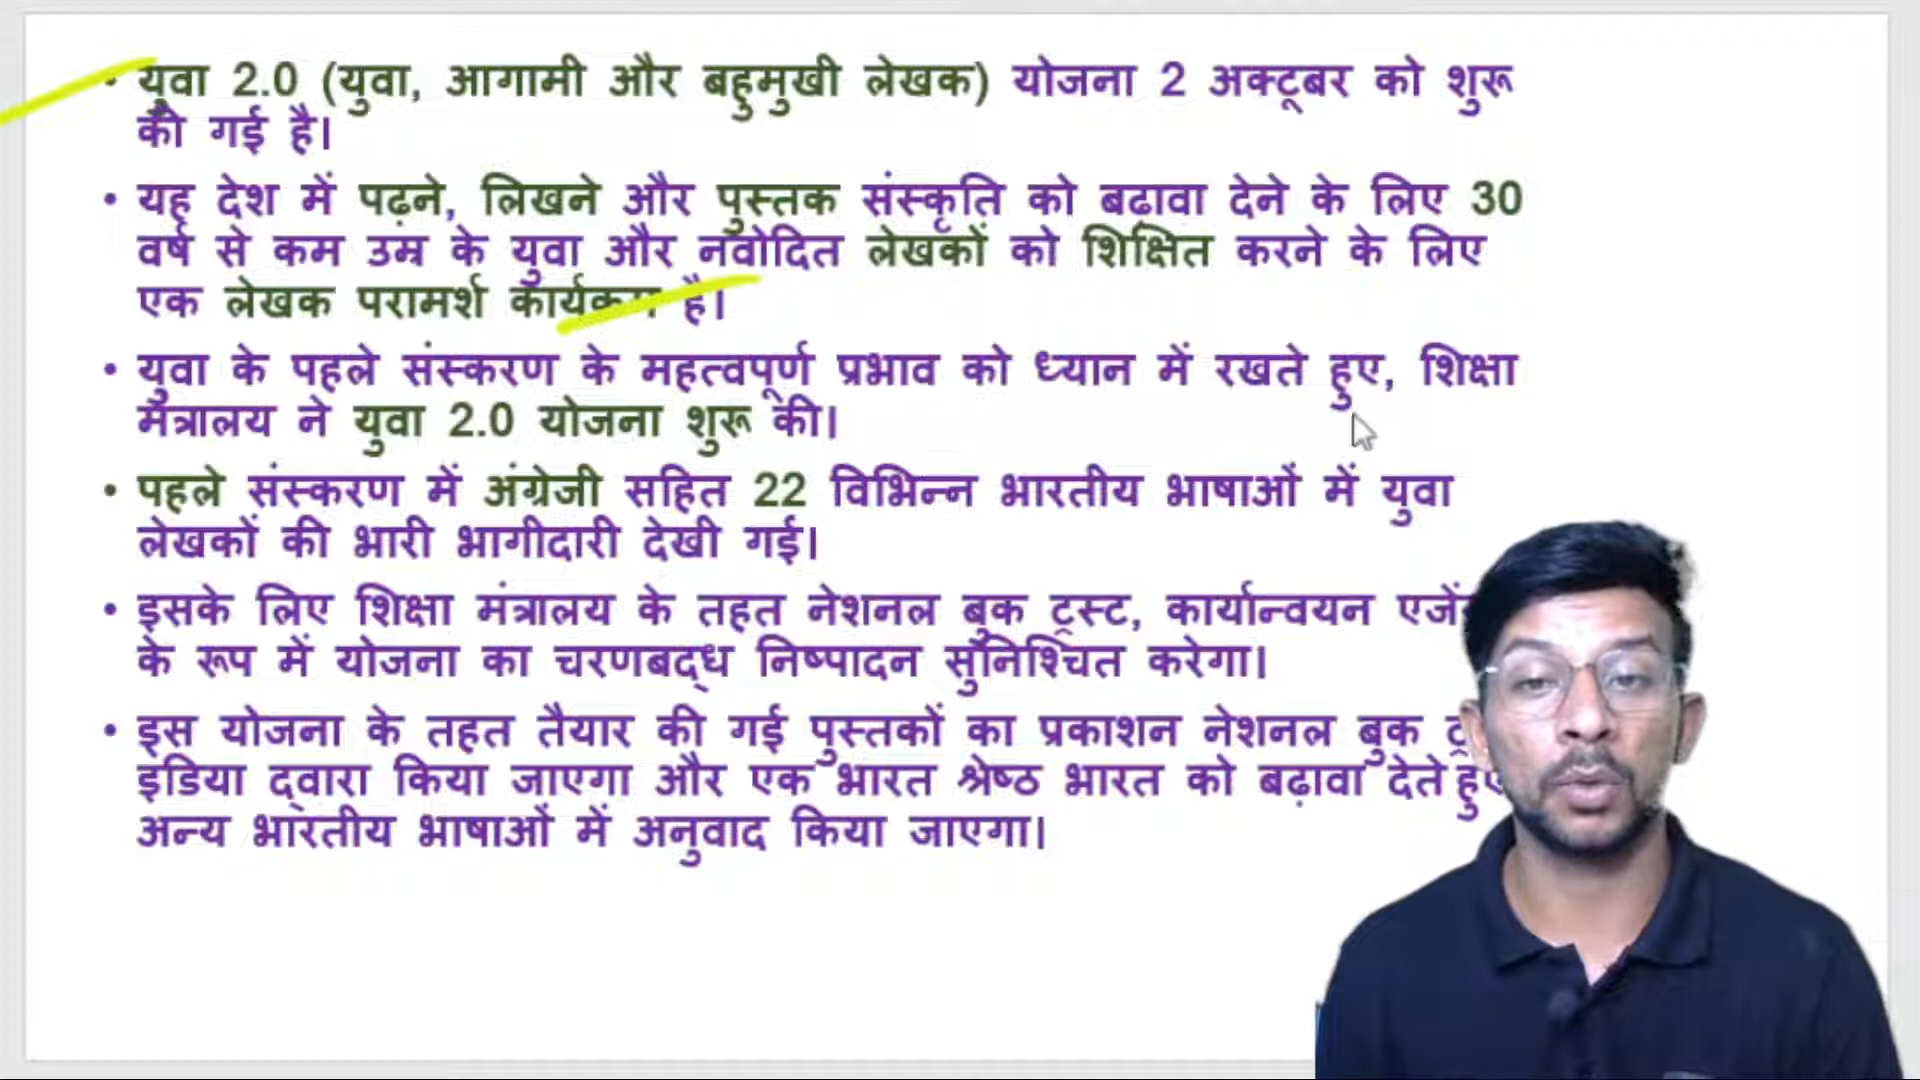 • युवा 2.0 (युवा, आगामी और बहुमुखी लेखक) योजना 2 अक्टूबर को शुरू
की गई है।
• यह देश में पढ़ने, लिखने और पुस्तक संस्कृति को बढ़ावा देने के लिए 30
वर्ष से कम उम्र के युवा और नवोदित लेखकों को शिक्षित करने के लिए
एक लेखक परामर्श कार्यक्रम है।
• युवा के पहले संस्करण के महत्वपूर्ण प्रभाव को ध्यान में रखते हुए, शिक्षा
मंत्रालय ने युवा 2.0 योजना शुरू की।
• पहले संस्करण में अंग्रेजी सहित 22 विभिन्न भारतीय भाषाओं में युवा
लेखकों की भारी भागीदारी देखी गई।
• इसके लिए शिक्षा मंत्रालय के तहत नेशनल बुक ट्रस्ट, कार्यान्वयन
के रूप में योजना का चरणबद्ध निष्पादन सुनिश्चित करेगा।
• इस योजना के तहत तैयार की गई पुस्तकों का प्रकाशन नेशनल बुक
इंडिया द्वारा किया जाएगा और एक भारत श्रेष्ठ भारत को बढ़ावा देते हुए
अन्य भारतीय भाषाओं में अनुवाद किया जाएगा।